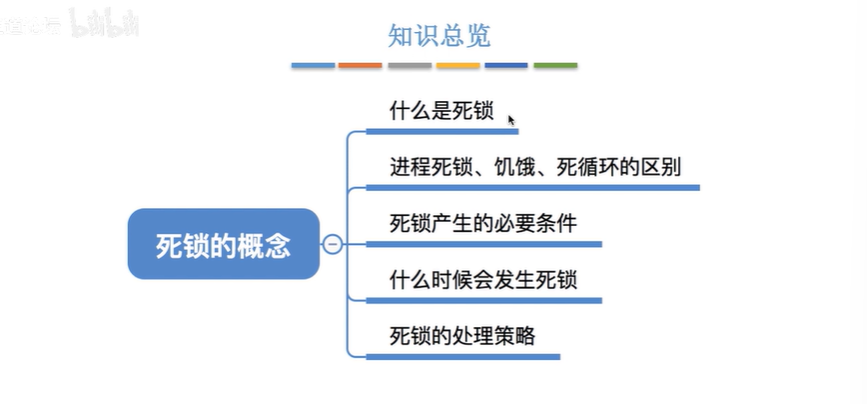 知识总览
什么是死锁
进程死锁、饥饿、死循环的区别
死锁的概念
死锁产生的必要条件
什么时候会发生死锁
死锁的处理策略